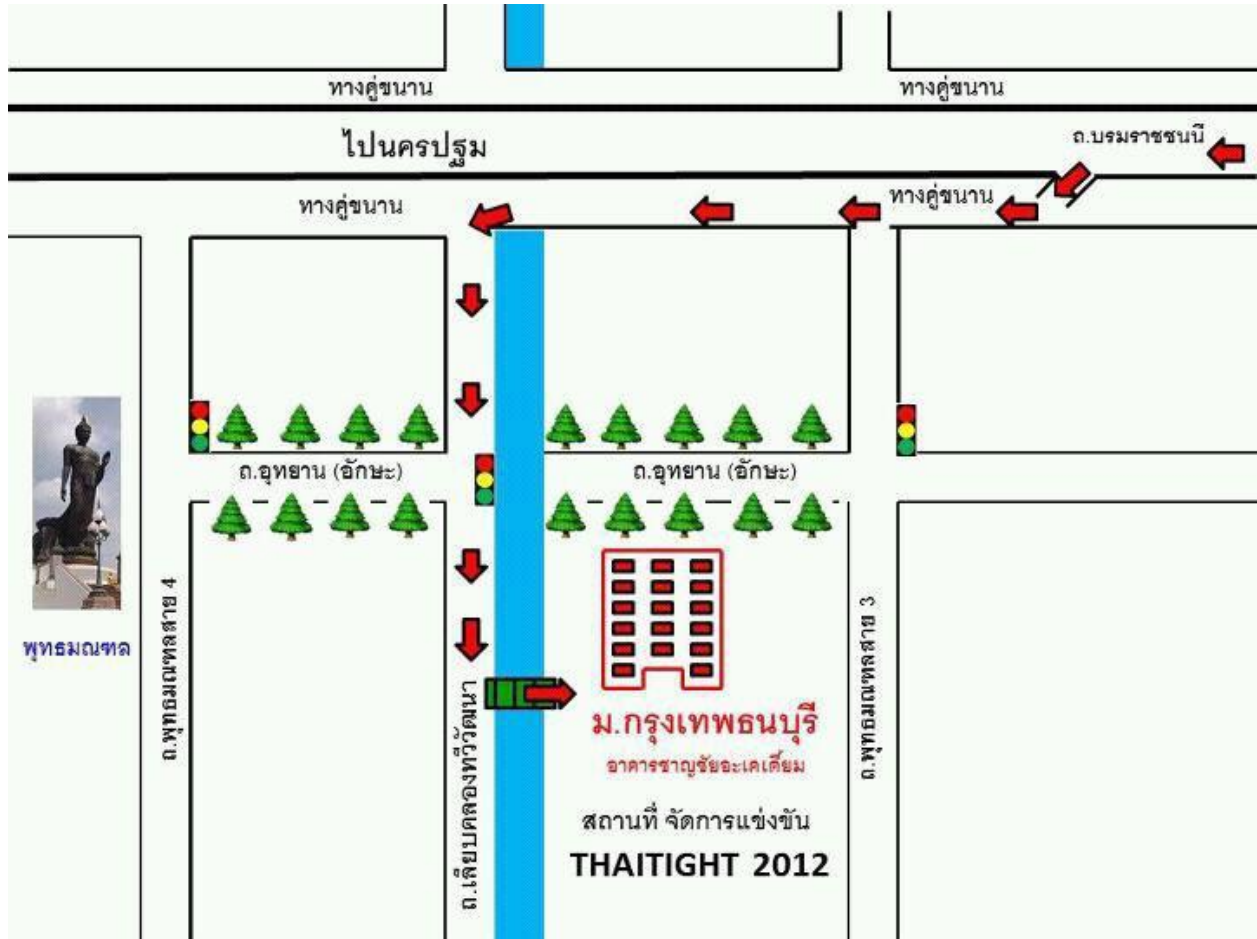 ทางคู่ขนาน
ทางคู่ขนาน
ไปนครปฐม
ถ.บรมราชชนนี
ทางคู่ขนาน
ทางคู่ขนาน
ถ.อุทยาน (อักษะ)
ถ.อุทยาน (อักษะ)
พุทธมณฑล
ถ.พุทธมณฑลสาย 4
ถ.เลียบคลองทวีวัฒนา
ถ.พุทธมณฑลสาย 3
ม.กรุงเทพธนบุรี
อาคารชาญชัยอะเคเดี้ยม
สถานที่ จัดการแข่งขัน
THAITIGHT 2012